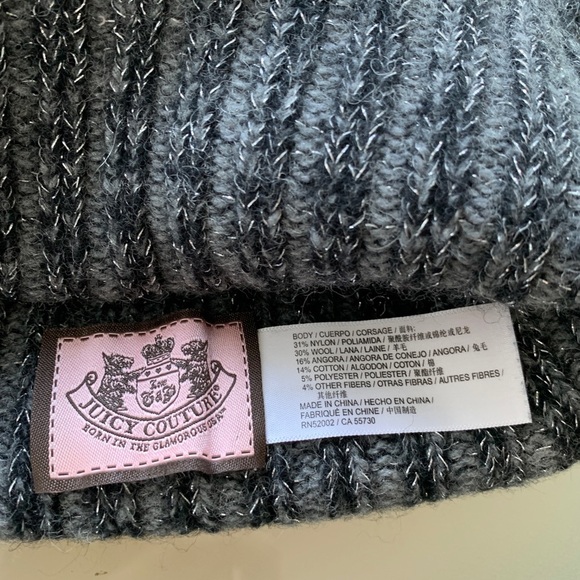 Love
G&P
JUICY COUTURE
BORN IN THE GLAMOROUS USA
BODY / CUERPO / CORSAGE / 面料:
31% NYLON / POLIAMIDA / 聚酰胺纤维或锡纶或尼龙
30% WOOL / LANA / LAINE / 羊毛
16% ANGORA / ANGORA DE CONEJO / ANGORA / 兔毛
14% COTTON / ALGODON / COTON / 棉
5% POLYESTER / POLIESTER / 聚酯纤维
4% OTHER FIBERS / OTRAS FIBRAS / AUTRES FIBRES /
其他纤维
MADE IN CHINA / HECHO EN CHINA /
FABRIQUÉ EN CHINE / 中国制造
RN52002 / CA 55730